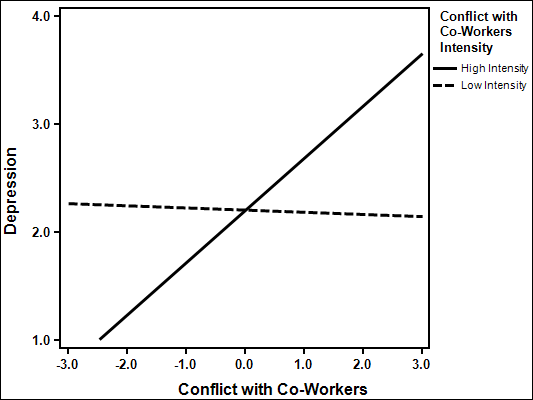 Conflict with
Co-Workers
Intensity
High Intensity
Low Intensity
4.0
3.0
2.0
1.0
Depression
-3.0 -2.0 -1.0 0.0 1.0 2.0 3.0
Conflict with Co-Workers